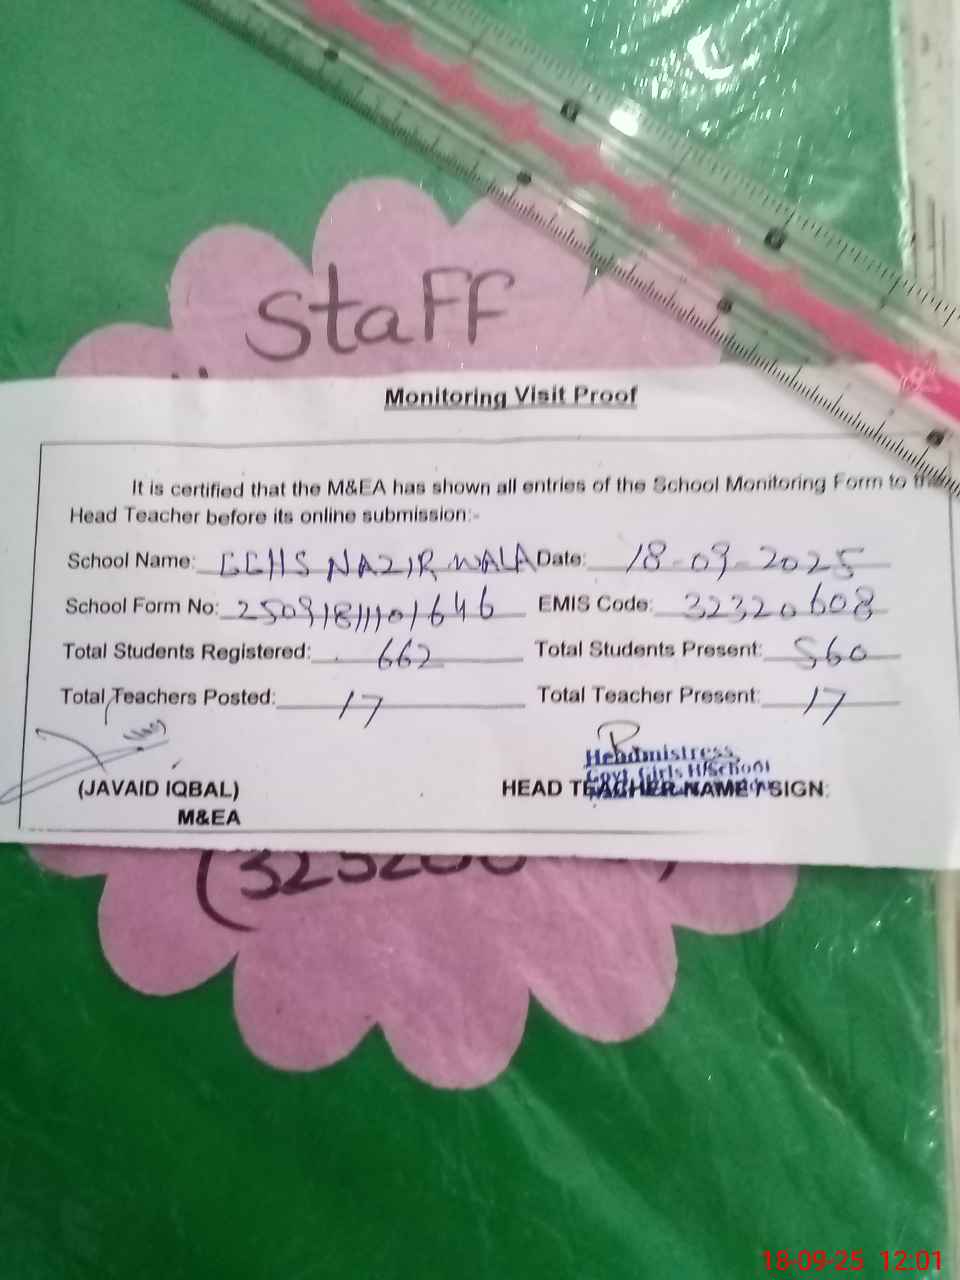 Staff
Monitoring Visit Proof
It is certified that the M&EA has shown all entries of the School Monitoring Form to
Head Teacher before its online submission:-
School Name: GGHS NAZIR WALA Date: 18-09-2025
School Form No: EMIS Code: 32320608
Total Students Registered: 662 Total Students Present: 560
Total Teachers Posted: 17 Total Teacher Present: 17
Headmistress
Govt. Girls H/School
(JAVAID IQBAL) HEAD TEACHER NAME / SIGN:
M&EA
18-09-25 12:01